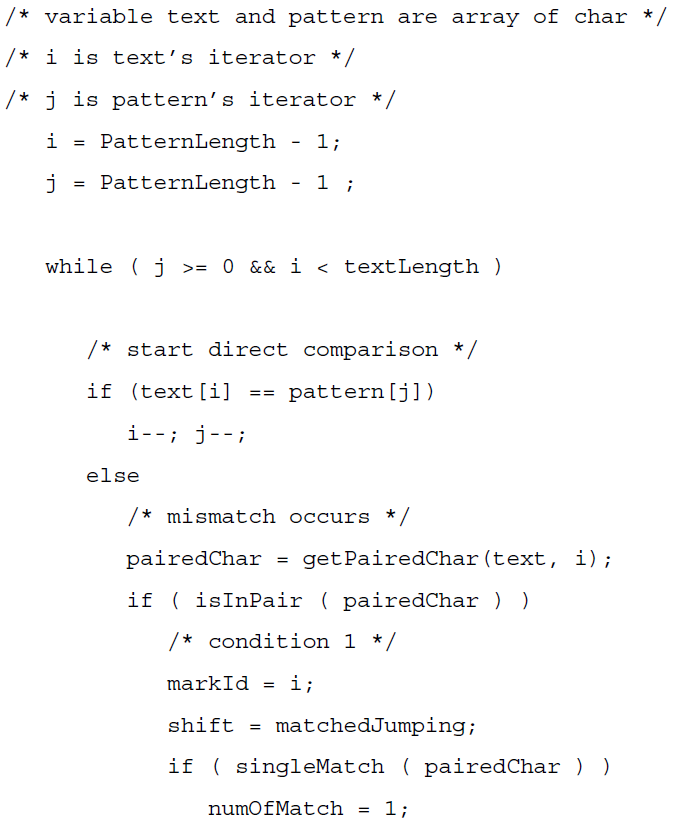 /* variable text and pattern are array of char */
/* i is text’s iterator */
/* j is pattern’s iterator */
i = PatternLength - 1;
j = PatternLength - 1 ;
while ( j >= 0 && i < textLength )
/* start direct comparison */
if (text[i] == pattern[j])
i--; j--;
else
/* mismatch occurs */
pairedChar = getPairedChar(text, i);
if ( isInPair ( pairedChar ) )
/* condition 1 */
markId = i;
shift = matchedJumping;
if ( singleMatch ( pairedChar ) )
numOfMatch = 1;